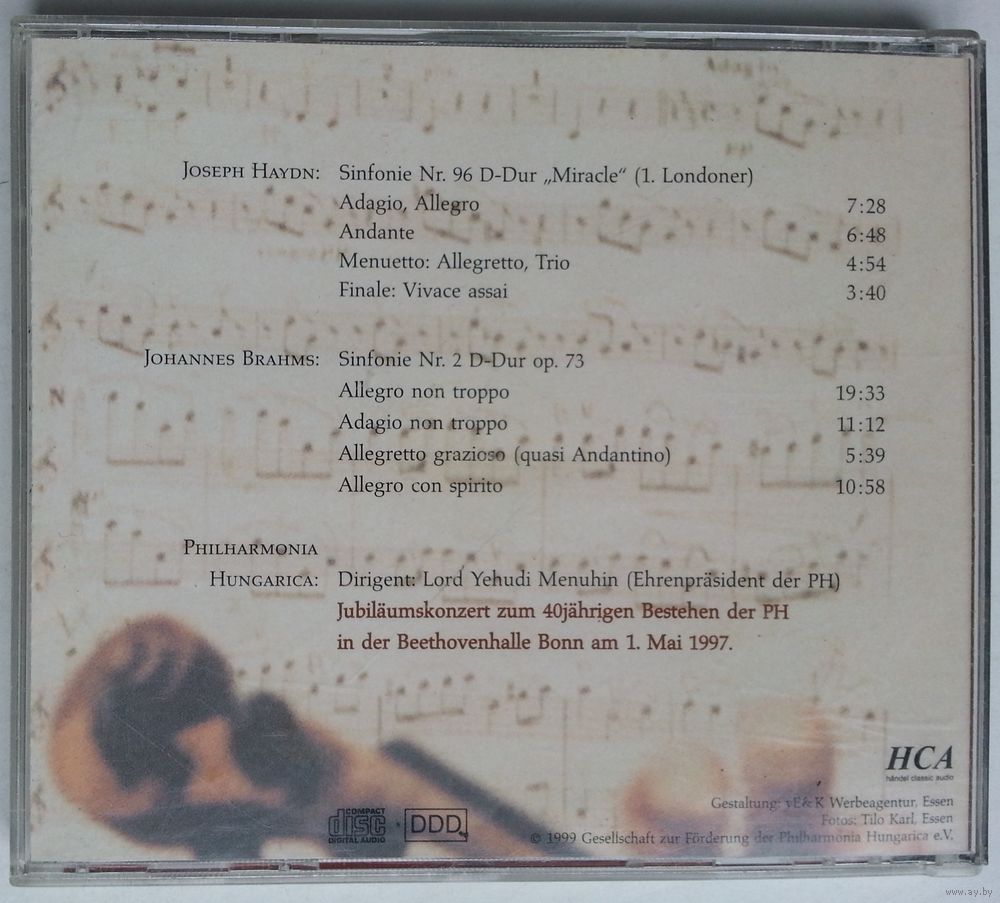 Adagio
JOSEPH HAYDN: Sinfonie Nr. 96 D-Dur „Miracle“ (1. Londoner)
Adagio, Allegro 7:28
Andante 6:48
Menuetto: Allegretto, Trio 4:54
Finale: Vivace assai 3:40
JOHANNES BRAHMS: Sinfonie Nr. 2 D-Dur op. 73
Allegro non troppo 19:33
Adagio non troppo 11:12
Allegretto grazioso (quasi Andantino) 5:39
Allegro con spirito 10:58
PHILHARMONIA
HUNGARICA: Dirigent: Lord Yehudi Menuhin (Ehrenpräsident der PH)
Jubiläumskonzert zum 40jährigen Bestehen der PH
in der Beethovenhalle Bonn am 1. Mai 1997.
HCA
händel classic audio
COMPACT
disc
DIGITAL AUDIO
DDD
Gestaltung: vE&K Werbeagentur, Essen
Fotos: Tilo Karl, Essen
© 1999 Gesellschaft zur Förderung der Philharmonia Hungarica e.V.
www.ay.by